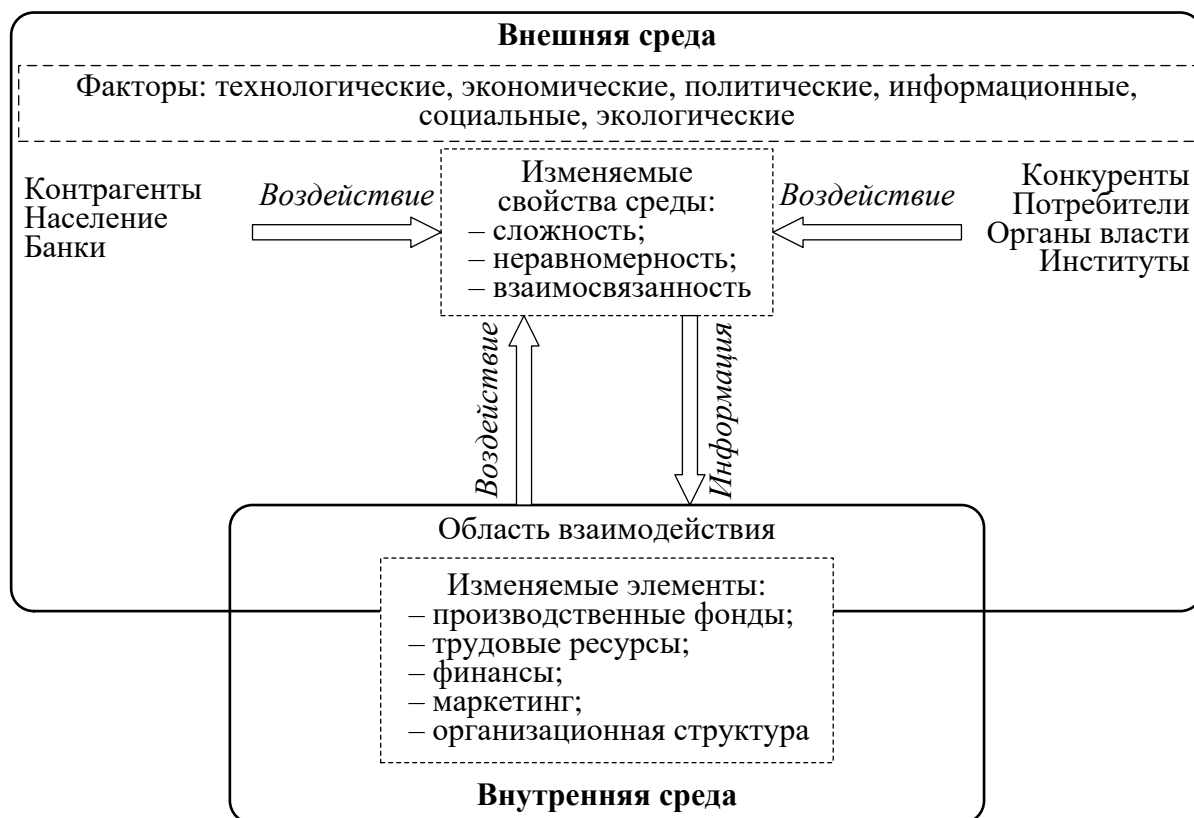 Внешняя среда
Факторы: технологические, экономические, политические, информационные,
социальные, экологические
Контрагенты
Население
Банки
Воздействие
Изменяемые
свойства среды:
– сложность;
– неравномерность;
– взаимосвязанность
Воздействие
Конкуренты
Потребители
Органы власти
Институты
Воздействие
Информация
Область взаимодействия
Изменяемые элементы:
– производственные фонды;
– трудовые ресурсы;
– финансы;
– маркетинг;
– организационная структура
Внутренняя среда